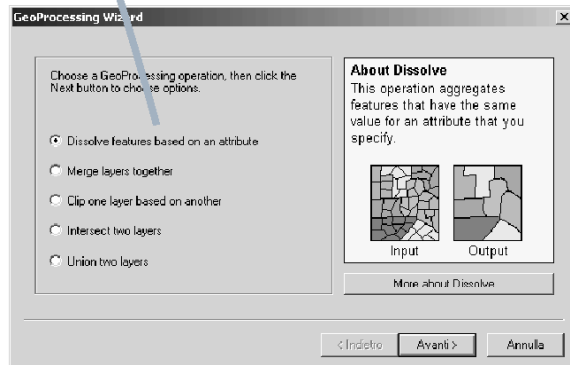 GeoProcessing Wizard
Choose a GeoProcessing operation, then click the
Next button to choose options.
Dissolve features based on an attribute
Merge layers together
Clip one layer based on another
Intersect two layers
Union two layers
About Dissolve
This operation aggregates
features that have the same
value for an attribute that you
specify.
Input Output
More about Dissolve
< Indietro Avanti > Annulla